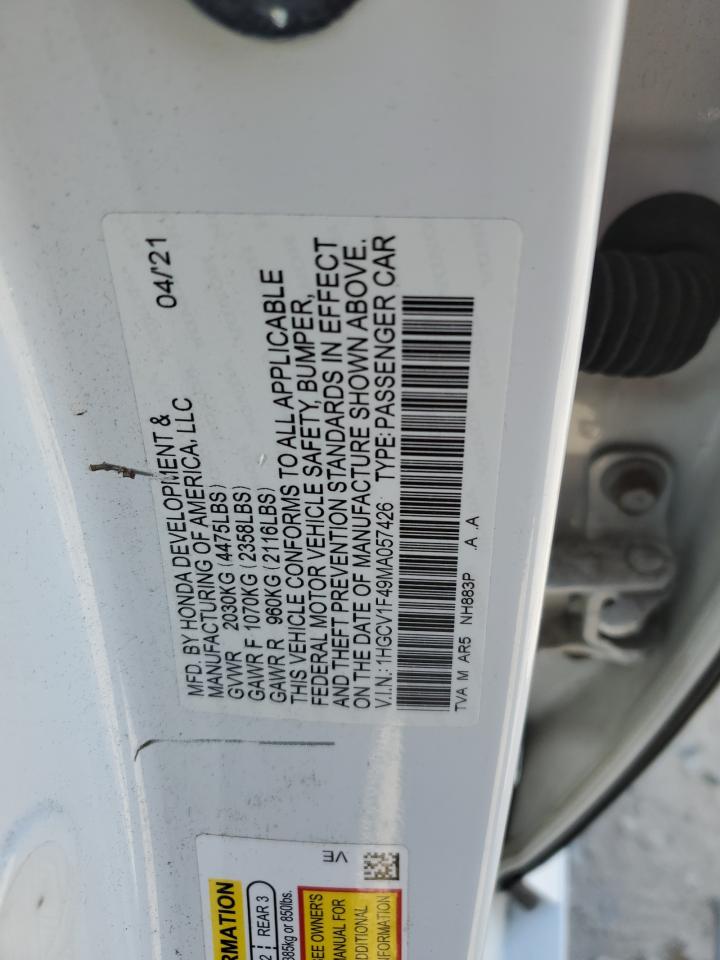 MFD. BY HONDA DEVELOPMENT &
MANUFACTURING OF AMERICA, LLC 04/'21
GVWR 2030KG (4475LBS)
GAWR F 1070KG (2358LBS)
GAWR R 960KG (2116LBS)
THIS VEHICLE CONFORMS TO ALL APPLICABLE
FEDERAL MOTOR VEHICLE SAFETY, BUMPER,
AND THEFT PREVENTION STANDARDS IN EFFECT
ON THE DATE OF MANUFACTURE SHOWN ABOVE.
V.I.N.: 1HGCV1F49MA057426 TYPE: PASSENGER CAR
TVA M AR5 NH883P .A .A
VE
RMATION
2 REAR 3
385kg or 850lbs.
SEE OWNER'S
MANUAL FOR
ADDITIONAL
INFORMATION